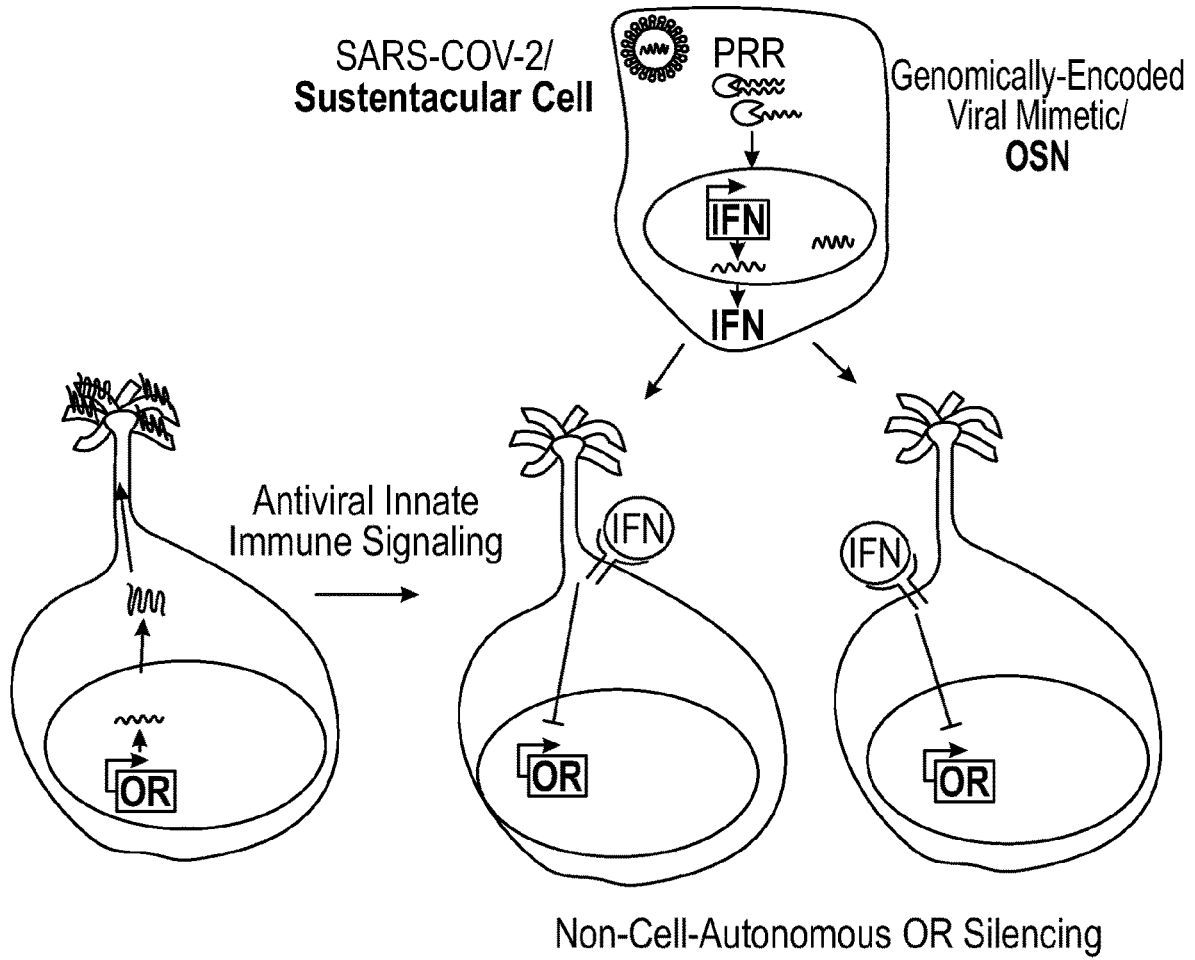 SARS-COV-2/
Sustentacular Cell
PRR
Genomically-Encoded
Viral Mimetic/
OSN
IFN
IFN
Antiviral Innate
Immune Signaling
IFN
IFN
OR
OR
OR
Non-Cell-Autonomous OR Silencing